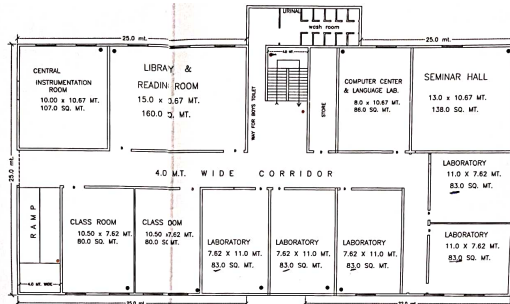 URINAL
wash room
25.0 mt.
25.0 mt.
4.0 MT.
CENTRAL
INSTRUMENTATION
ROOM
10.00 x 10.67 MT.
107.0 SQ. MT.
LIBRAY &
READING ROOM
15.0 x 10.67 MT.
160.0 SQ. MT.
WAY FOR BOYS TOILET
STORE
COMPUTER CENTER
& LANGUAGE LAB.
8.0 x 10.67 MT.
86.0 SQ. MT.
SEMINAR HALL
13.0 x 10.67 MT.
138.0 SQ. MT.
25.0 mt.
4.0 M.T. WIDE CORRIDOR
LABORATORY
11.0 x 7.62 MT.
83.0 SQ. MT.
RAMP
4.0 MT. WIDE
CLASS ROOM
10.50 x 7.62 MT.
80.0 SQ. MT.
CLASS ROOM
10.50 x 7.62 MT.
80.0 SQ. MT.
LABORATORY
7.62 x 11.0 MT.
83.0 SQ. MT.
LABORATORY
7.62 x 11.0 MT.
83.0 SQ. MT.
LABORATORY
7.62 x 11.0 MT.
83.0 SQ. MT.
LABORATORY
11.0 x 7.62 MT.
83.0 SQ. MT.